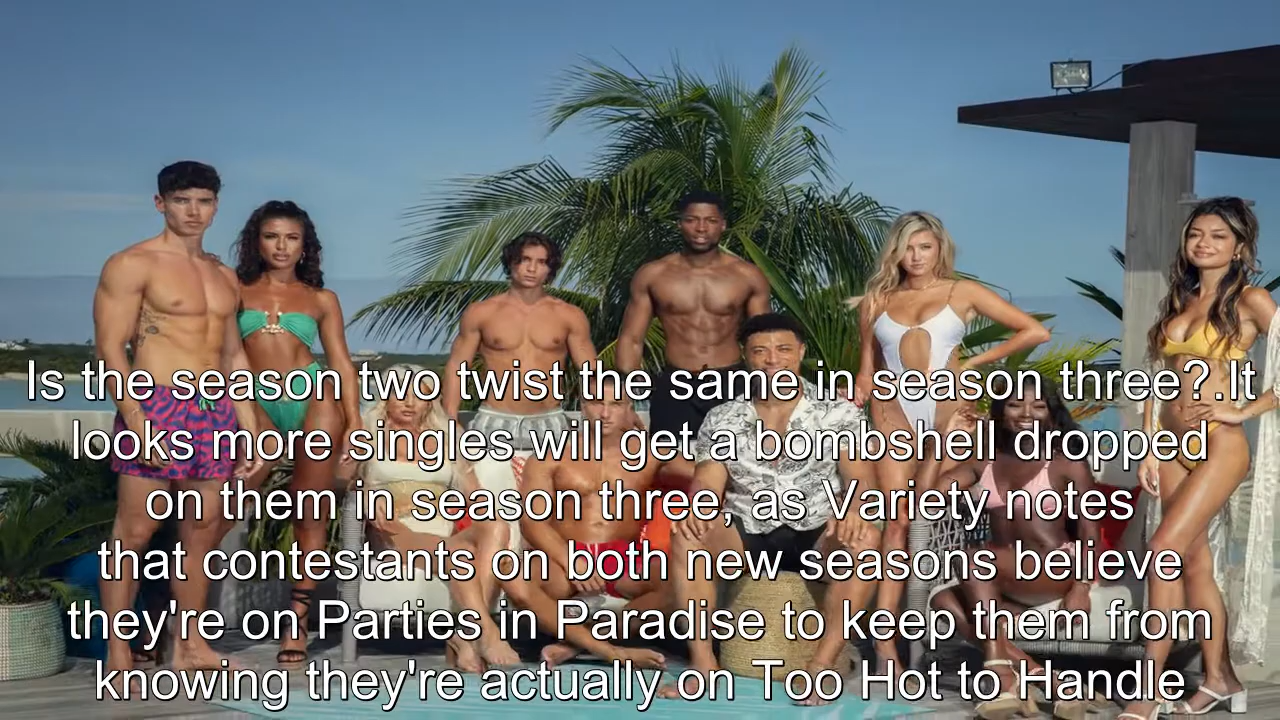 Is the season two twist the same in season three?.It
looks more singles will get a bombshell dropped
on them in season three, as Variety notes
that contestants on both new seasons believe
they're on Parties in Paradise to keep them from
knowing they're actually on Too Hot to Handle